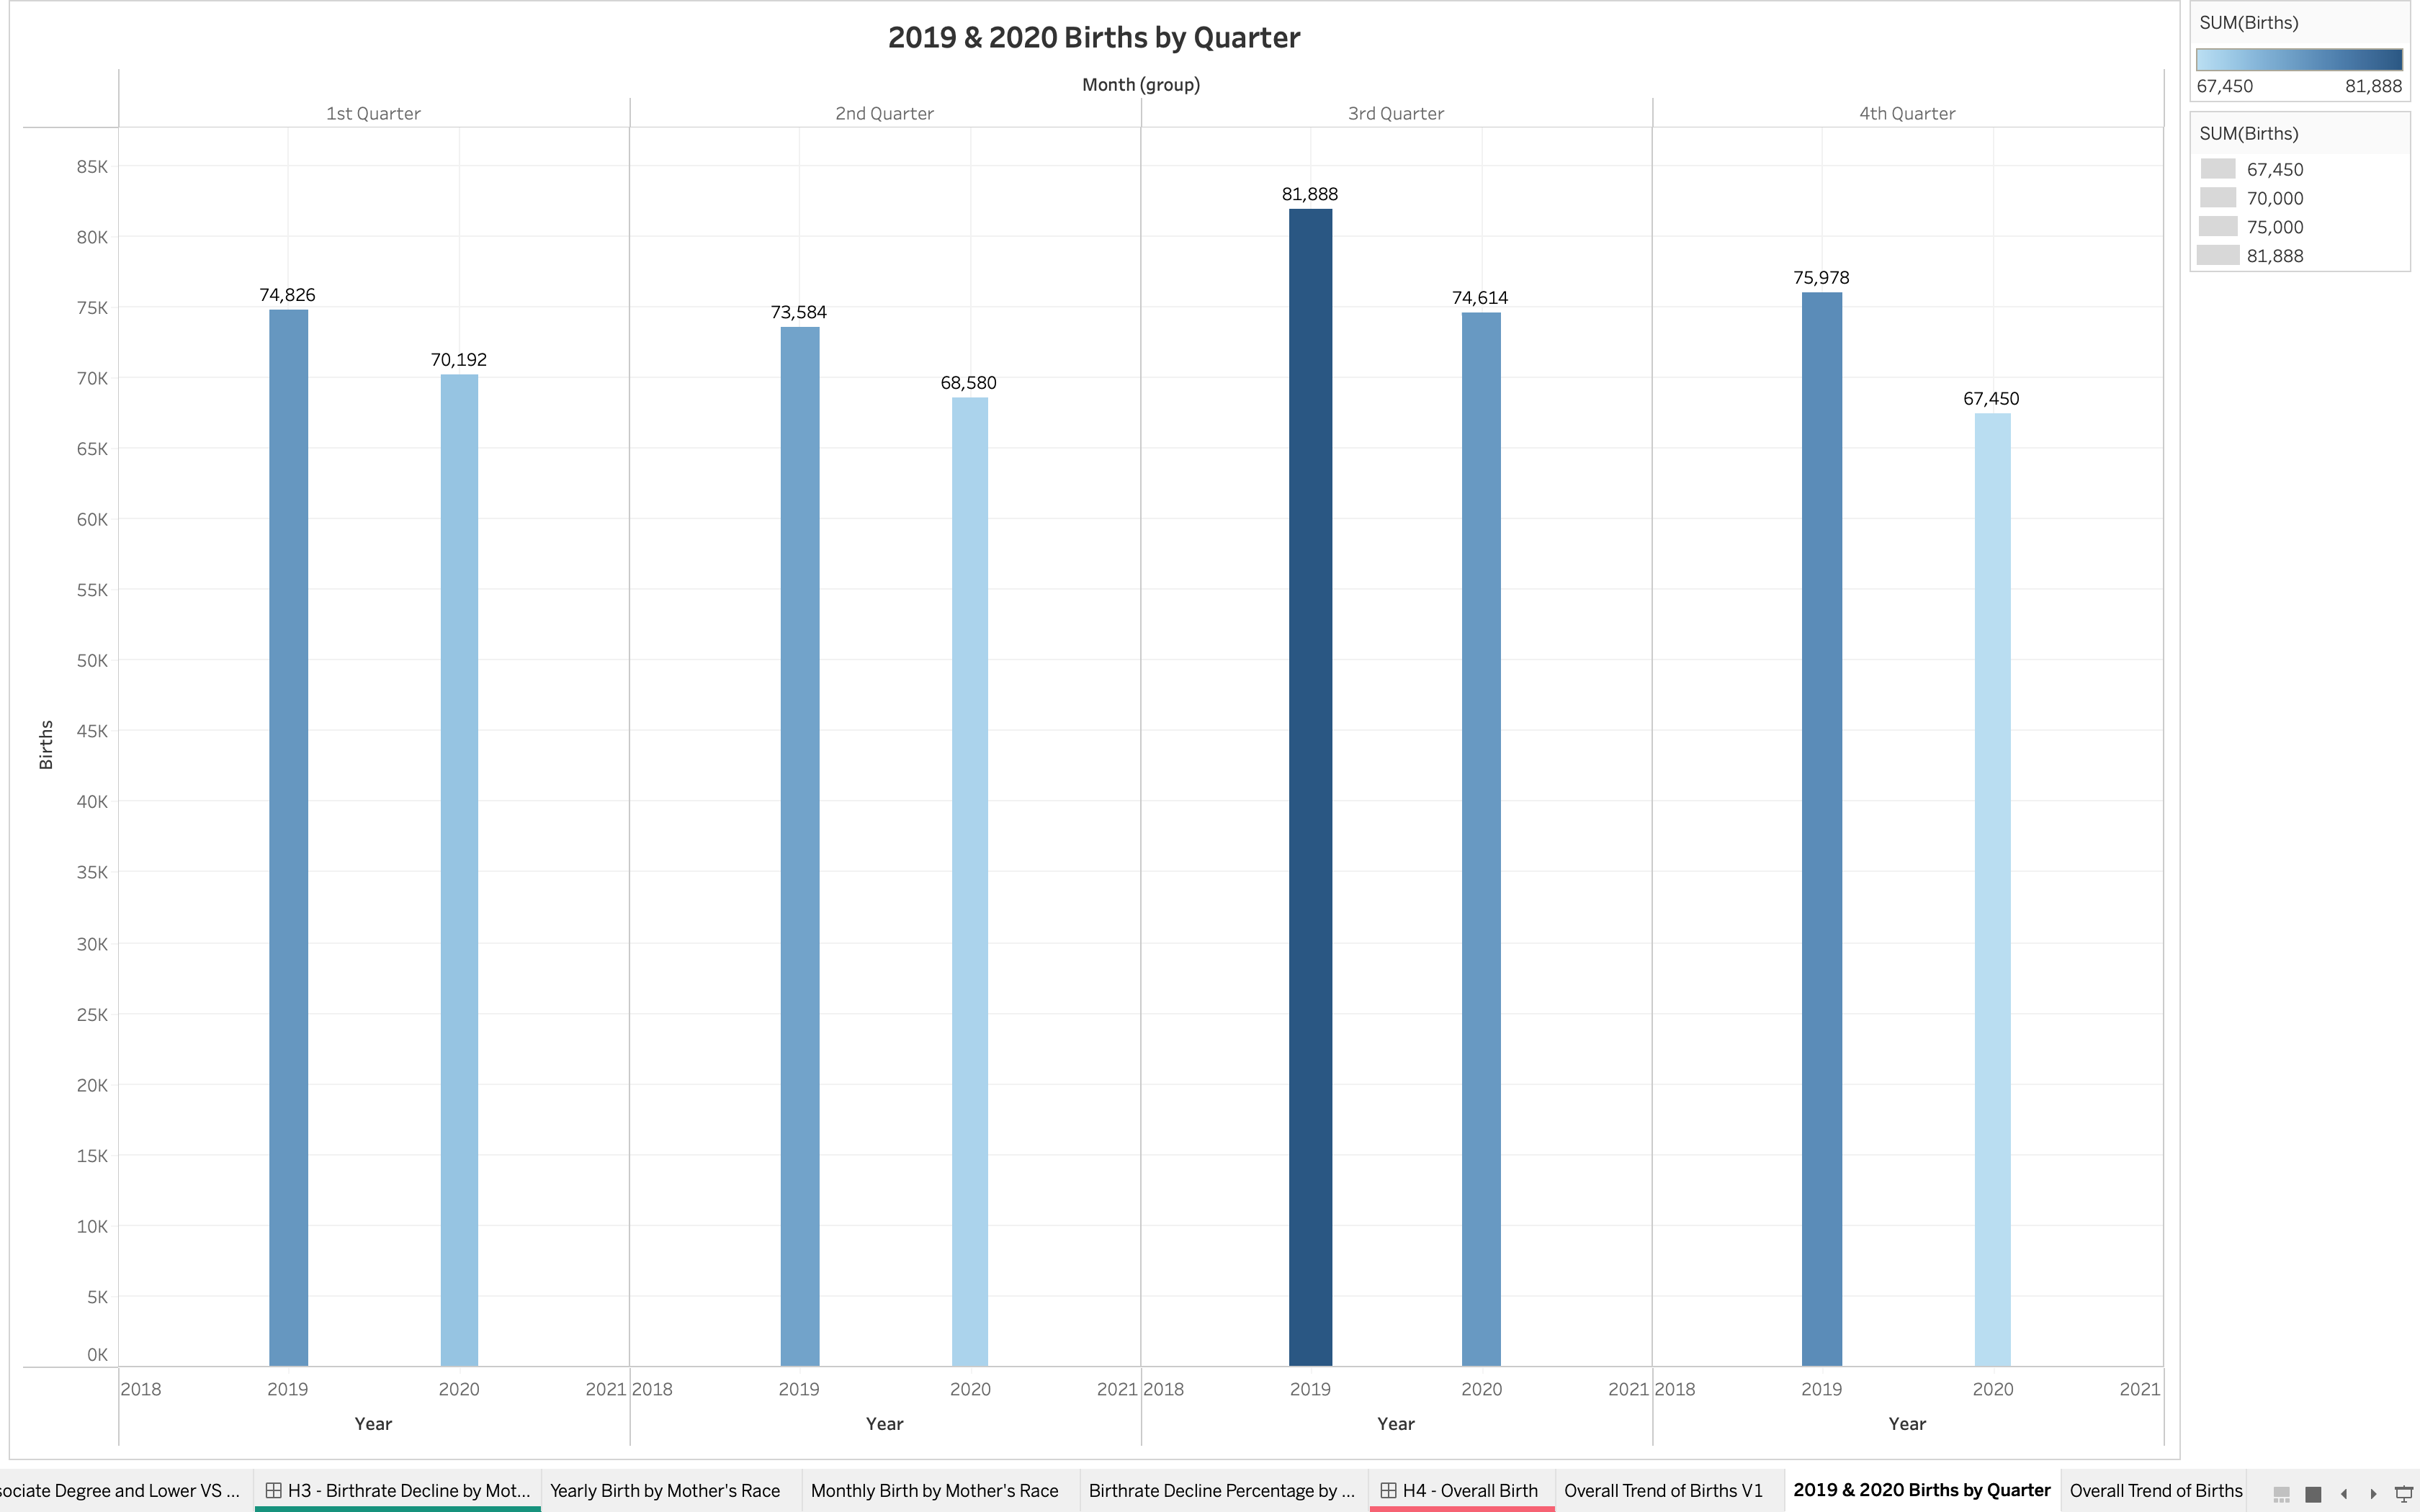 2019 & 2020 Births by Quarter
Month (group)
1st Quarter 2nd Quarter 3rd Quarter 4th Quarter
85K
80K
75K
70K
65K
60K
55K
50K
45K
40K
35K
30K
25K
20K
15K
10K
5K
0K
Births
74,826
70,192
73,584
68,580
81,888
74,614
75,978
67,450
2018 2019 2020 2021 2018 2019 2020 2021 2018 2019 2020 2021 2018 2019 2020 2021
Year Year Year Year
SUM(Births)
67,450 81,888
SUM(Births)
67,450
70,000
75,000
81,888
sociate Degree and Lower VS ... H3 - Birthrate Decline by Mot... Yearly Birth by Mother's Race Monthly Birth by Mother's Race Birthrate Decline Percentage by ... H4 - Overall Birth Overall Trend of Births V1 2019 & 2020 Births by Quarter Overall Trend of Births